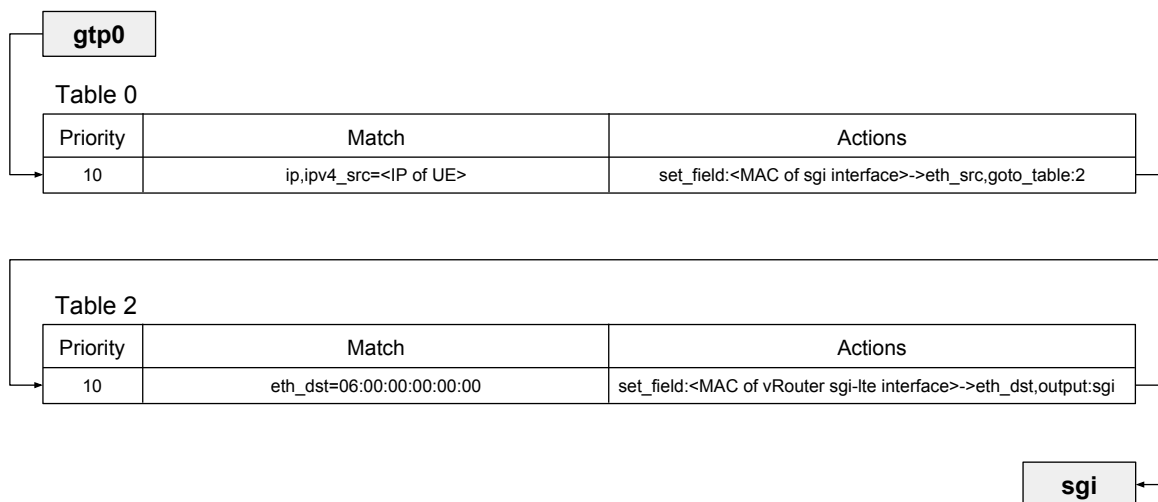 gtp0
Table 0
Priority Match Actions
10 ip,ipv4_src=<IP of UE> set_field:<MAC of sgi interface>->eth_src,goto_table:2
Table 2
Priority Match Actions
10 eth_dst=06:00:00:00:00:00 set_field:<MAC of vRouter sgi-lte interface>->eth_dst,output:sgi
sgi